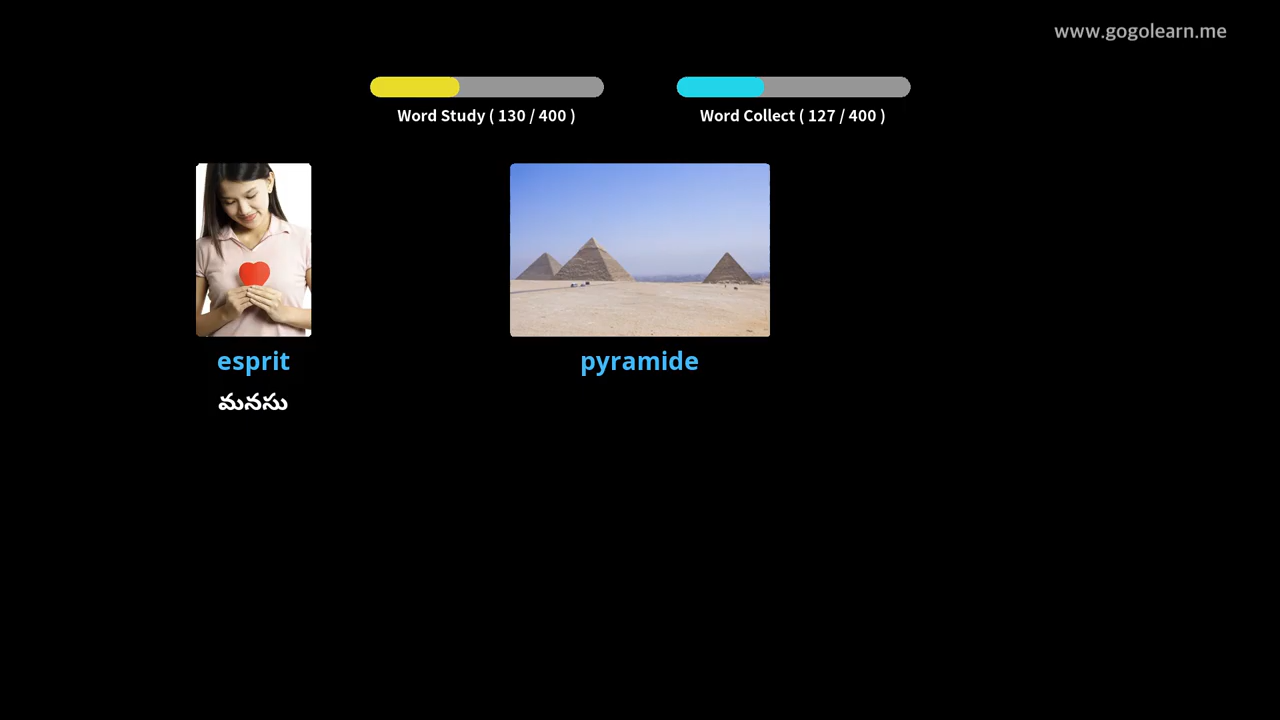 www.gogolearn.me
Word Study ( 130 / 400 )
Word Collect ( 127 / 400 )
esprit
pyramide
మనసు